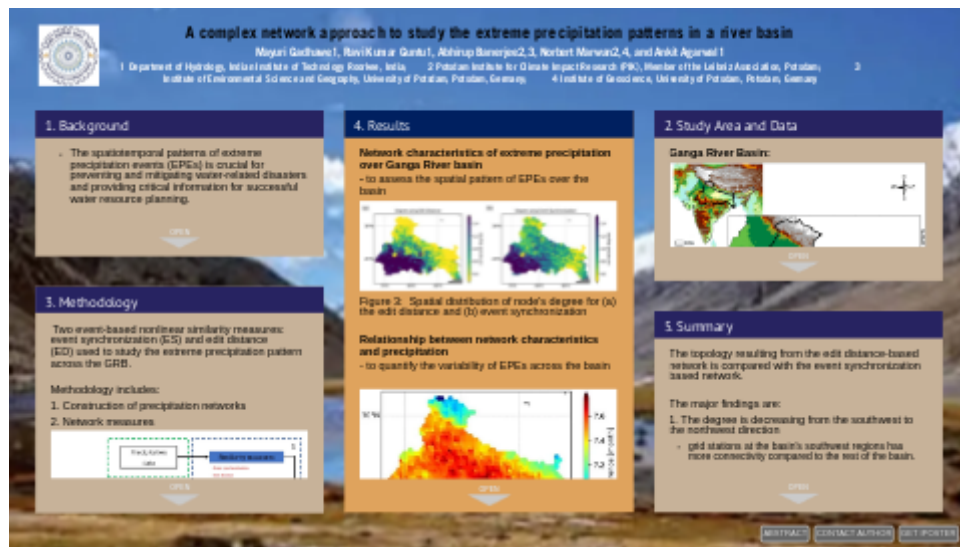 A complex network approach to study the extreme precipitation patterns in a river basin
Mayuri Gadhawe1, Ravi Kumar Guntu1, Abhirup Banerjee2,3, Norbert Marwan2,4, and Ankit Agarwal1
1 Department of Hydrology, Indian Institute of Technology Roorkee, India, 2 Potsdam Institute for Climate Impact Research (PIK), Member of the Leibniz Association, Potsdam, 3
Institute of Environmental Science and Geography, University of Potsdam, Potsdam, Germany, 4 Institute of Geoscience, University of Potsdam, Potsdam, Germany
1. Background
The spatiotemporal patterns of extreme
precipitation events (EPEs) is crucial for
preventing and mitigating water-related disasters
and providing critical information for successful
water resource planning.
OPEN
3. Methodology
Two event-based nonlinear similarity measures:
event synchronization (ES) and edit distance
(ED) used to study the extreme precipitation pattern
across the GRB.
Methodology includes:
1. Construction of precipitation networks
2. Network measures
OPEN
4. Results
Network characteristics of extreme precipitation
over Ganga River basin
- to assess the spatial pattern of EPEs over the
basin
Figure 3: Spatial distribution of node's degree for (a)
the edit distance and (b) event synchronization
Relationship between network characteristics
and precipitation
- to quantify the variability of EPEs across the basin
7.6
7.4
7.2
OPEN
2. Study Area and Data
Ganga River Basin:
OPEN
5. Summary
The topology resulting from the edit distance-based
network is compared with the event synchronization
based network.
The major findings are:
1. The degree is decreasing from the southwest to
the northwest direction
- grid stations at the basin's southwest regions has
more connectivity compared to the rest of the basin.
OPEN
ABSTRACT CONTACT AUTHOR GET IPOSTER